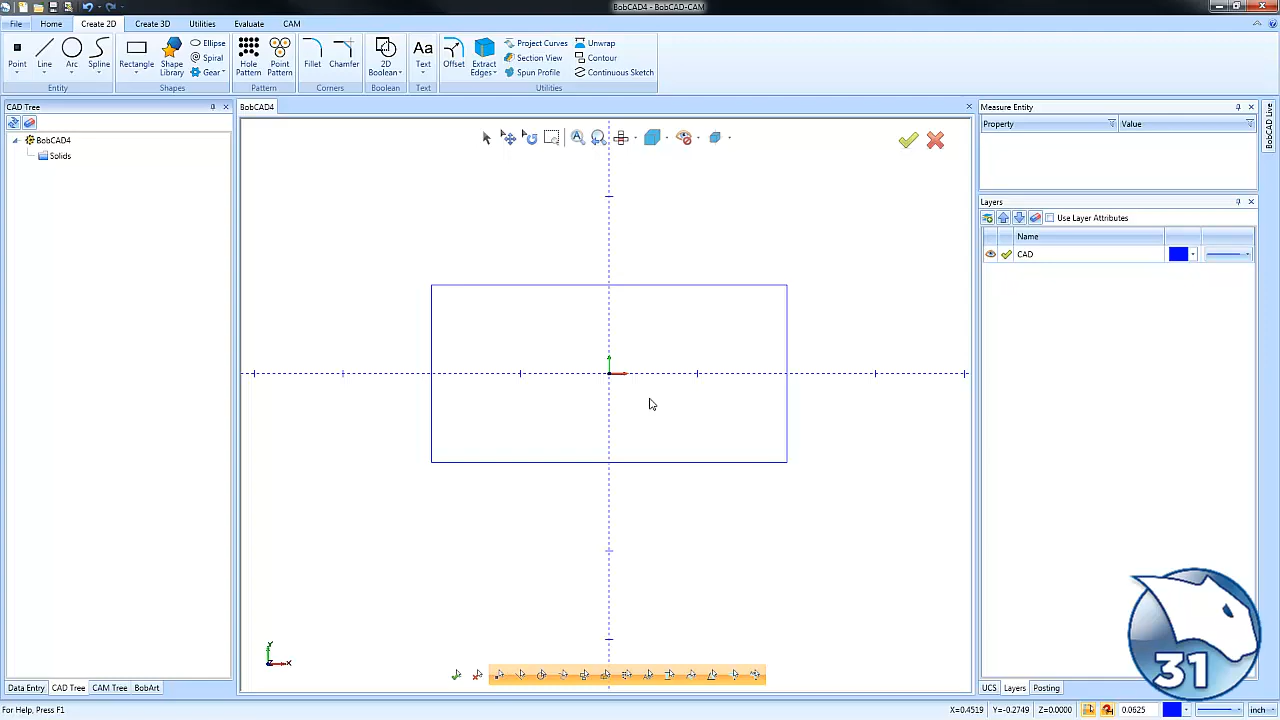 BobCAD4 - BobCAD-CAM
File Home Create 2D Create 3D Utilities Evaluate CAM
Point Line Arc Spline Rectangle Shape Library Ellipse Spiral Gear Hole Pattern Point Pattern Fillet Chamfer 2D Boolean Text Offset Extract Edges Project Curves Section View Spun Profile Unwrap Contour Continuous Sketch
Entity Shapes Pattern Corners Boolean Text Utilities
CAD Tree BobCAD4 Measure Entity BobCAD Live
Property Value
BobCAD4
Solids
Layers
Use Layer Attributes
Name
CAD
Y
X
31
Data Entry CAD Tree CAM Tree BobArt UCS Layers Posting
For Help, Press F1 X=0.4519 Y=-0.2749 Z=0.0000 0.0625 inch